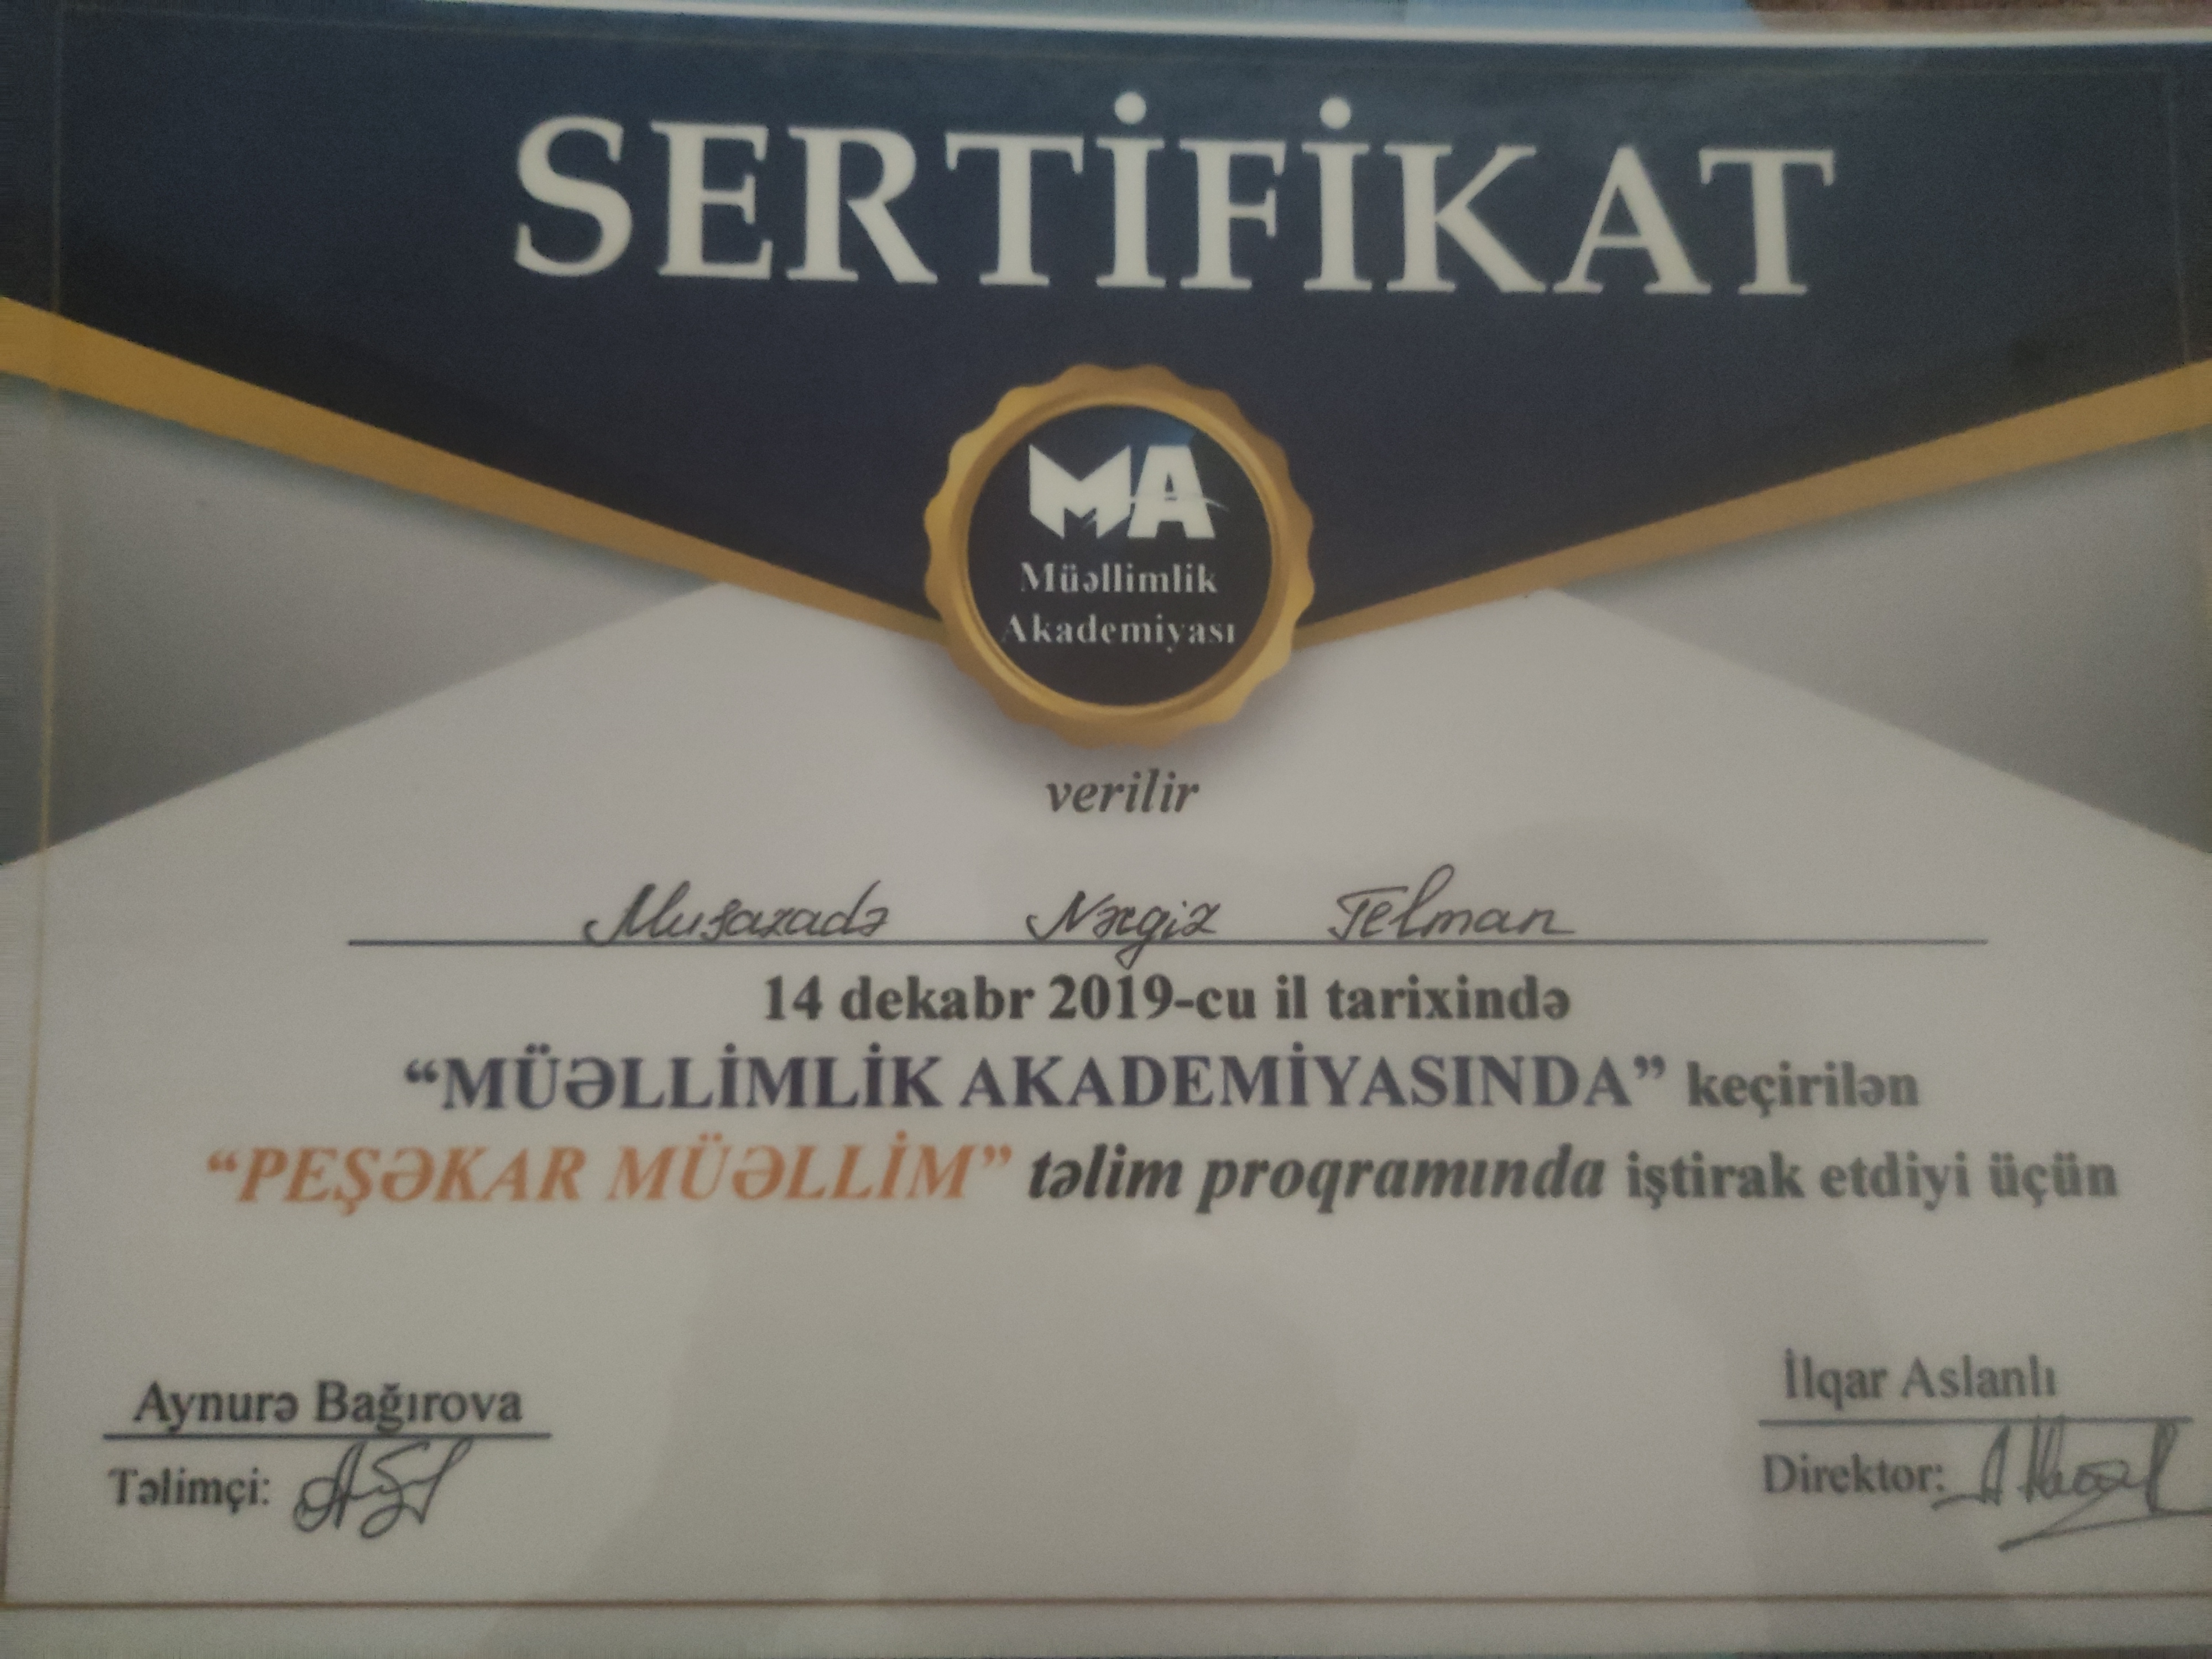 SERTİFİKAT
MA
Müəllimlik
Akademiyası
verilir
Musazadə Nərgiz Telman
14 dekabr 2019-cu il tarixində
“MÜƏLLİMLİK AKADEMİYASINDA” keçirilən
“PEŞƏKAR MÜƏLLİM” təlim proqramında iştirak etdiyi üçün
Aynurə Bağırova
Təlimçi:
İlqar Aslanlı
Direktor: